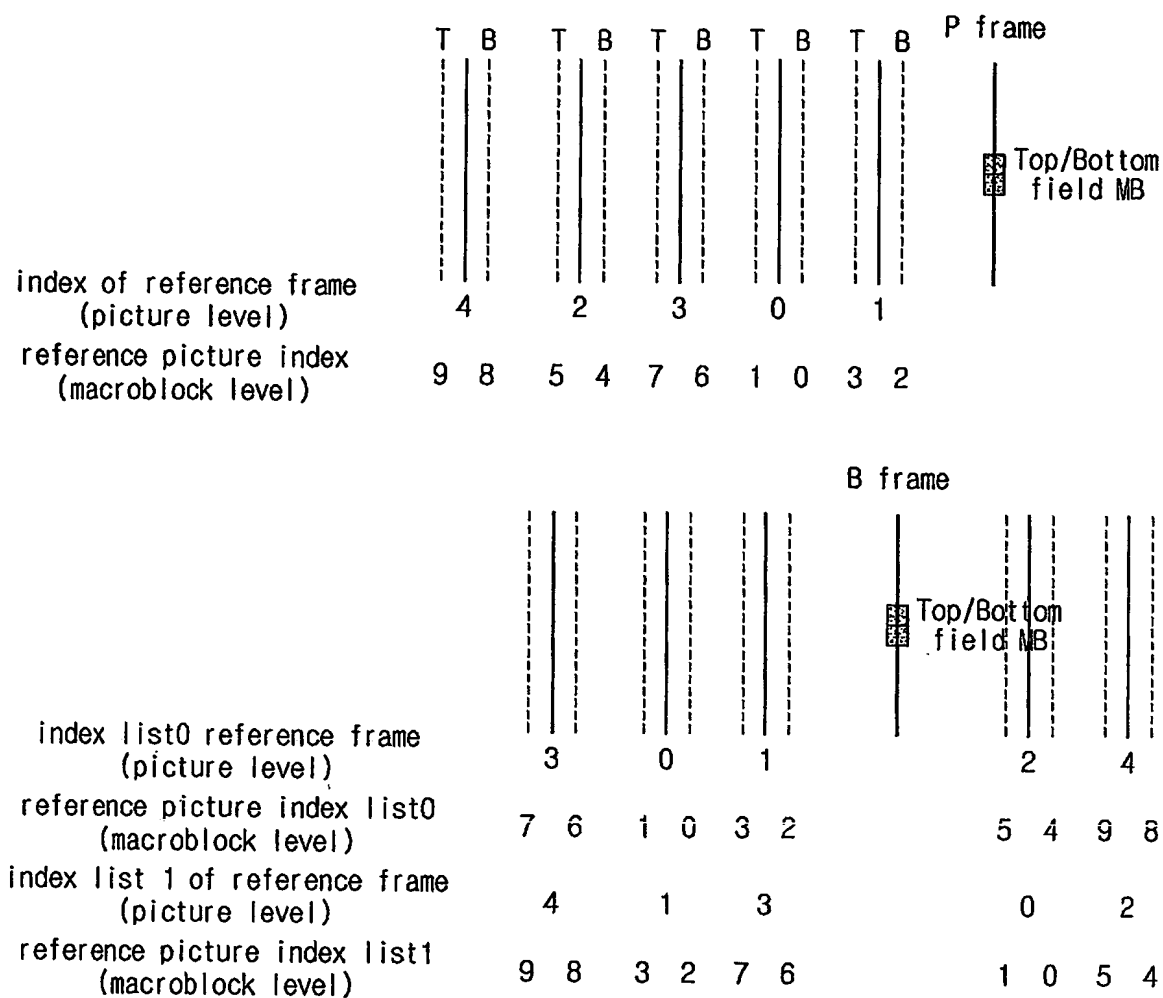 P frame
T B T B T B T B T B
Top/Bottom
field MB
index of reference frame
(picture level)
4 2 3 0 1
reference picture index
(macroblock level)
9 8 5 4 7 6 1 0 3 2
B frame
Top/Bottom
field MB
index list0 reference frame
(picture level)
3 0 1 2 4
reference picture index list0
(macroblock level)
7 6 1 0 3 2 5 4 9 8
index list 1 of reference frame
(picture level)
4 1 3 0 2
reference picture index list1
(macroblock level)
9 8 3 2 7 6 1 0 5 4